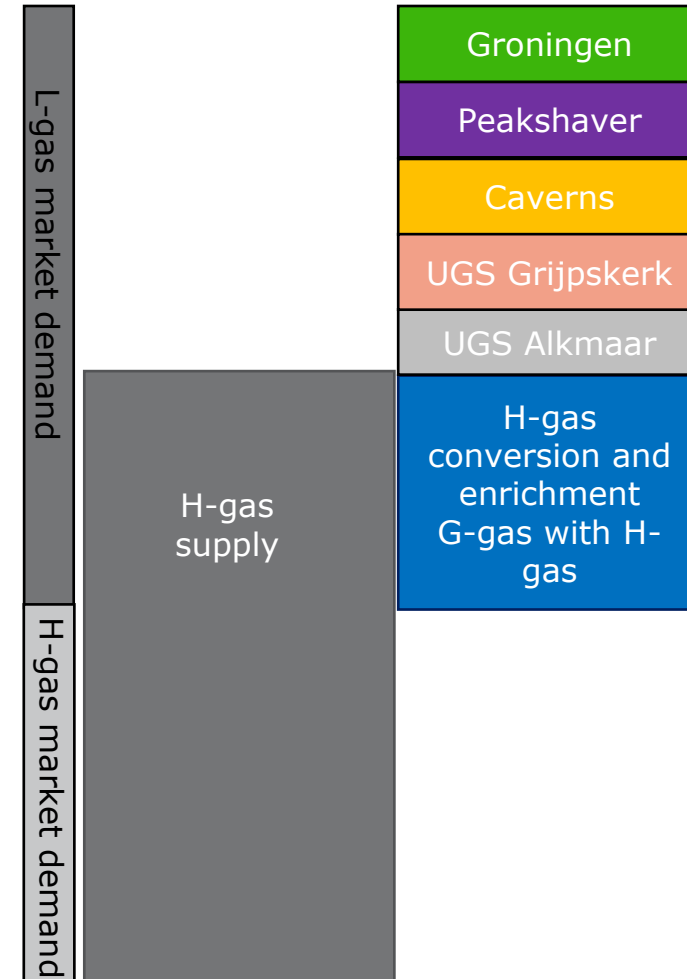 L-gas market demand
H-gas market demand
H-gas
supply
Groningen
Peakshaver
Caverns
UGS Grijpskerk
UGS Alkmaar
H-gas
conversion and
enrichment
G-gas with H-
gas